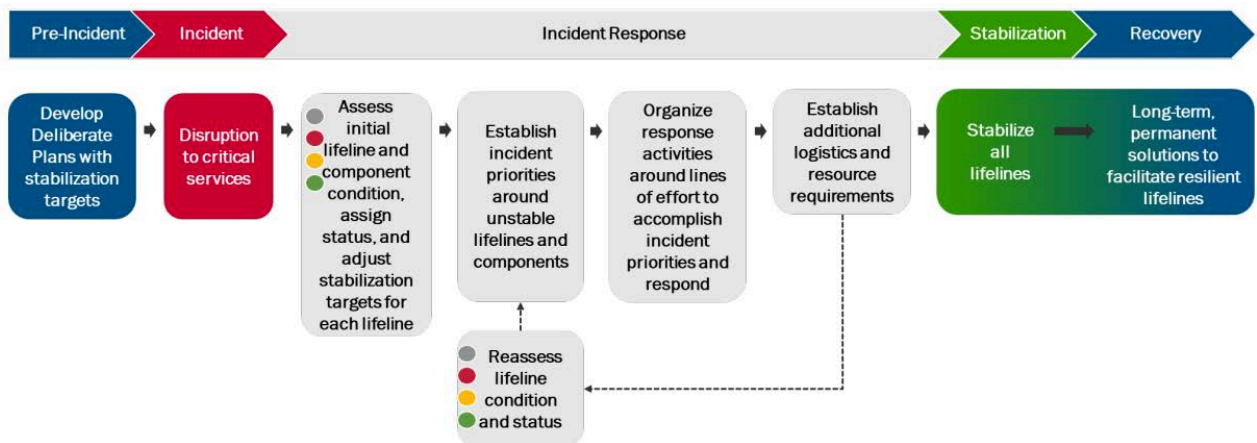 Pre-Incident
Incident
Incident Response
Stabilization
Recovery
Develop
Deliberate
Plans with
stabilization
targets
Disruption
to critical
services
Assess
initial
lifeline and
component
condition,
assign
status, and
adjust
stabilization
targets for
each lifeline
Establish
incident
priorities
around
unstable
lifelines and
components
Organize
response
activities
around lines
of effort to
accomplish
incident
priorities and
respond
Establish
additional
logistics and
resource
requirements
Stabilize
all
lifelines
Long-term,
permanent
solutions to
facilitate resilient
lifelines
Reassess
lifeline
condition
and status